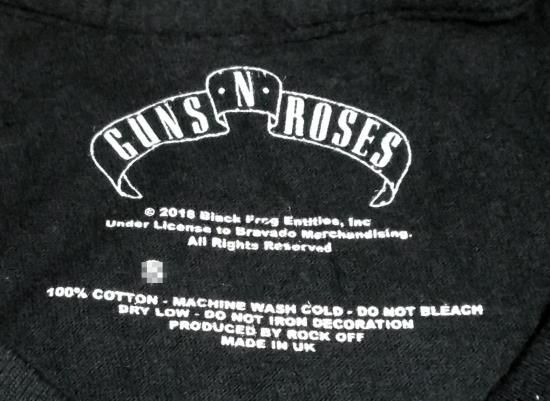 GUNS N' ROSES
© 2018 Black Frog Entities, Inc
Under License to Bravado Merchandising.
All Rights Reserved
100% COTTON - MACHINE WASH COLD - DO NOT BLEACH
DRY LOW - DO NOT IRON DECORATION
PRODUCED BY ROCK OFF
MADE IN UK